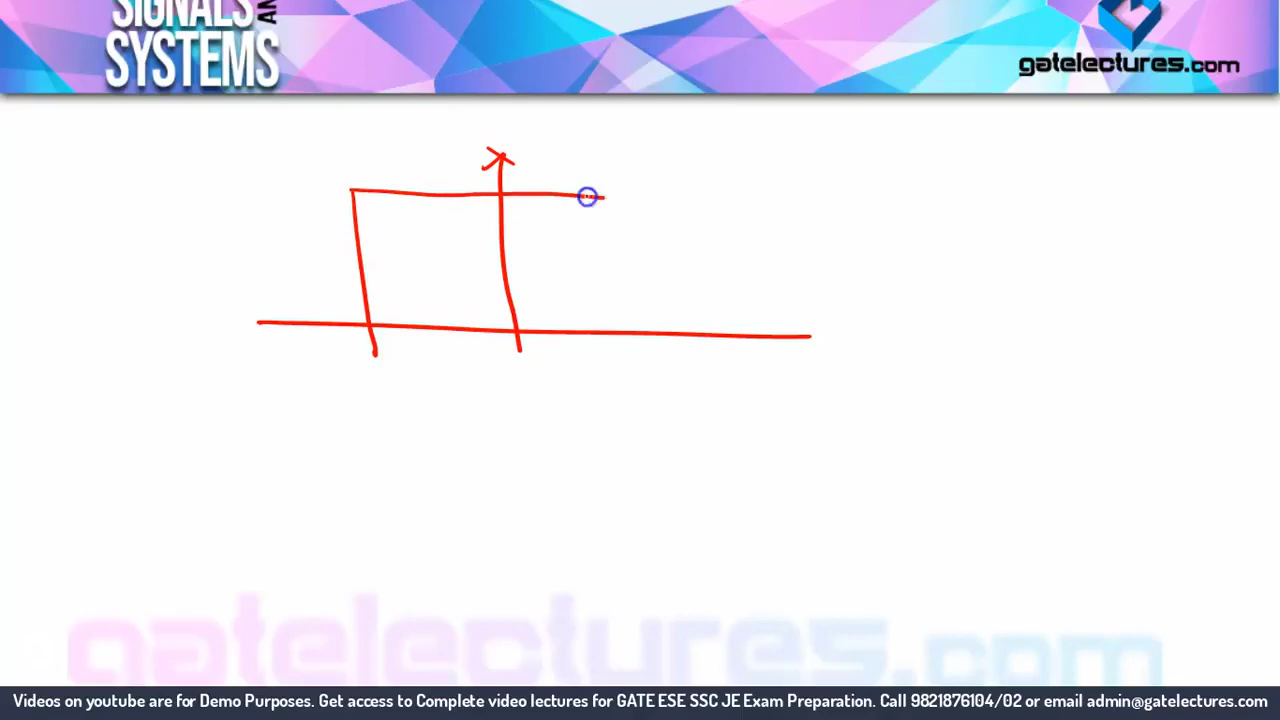 SIGNALS AND
SYSTEMS
gatelectures.com
gatelectures.com
Videos on youtube are for Demo Purposes. Get access to Complete video lectures for GATE ESE SSC JE Exam Preparation. Call 9821876104/02 or email admin@gatelectures.com